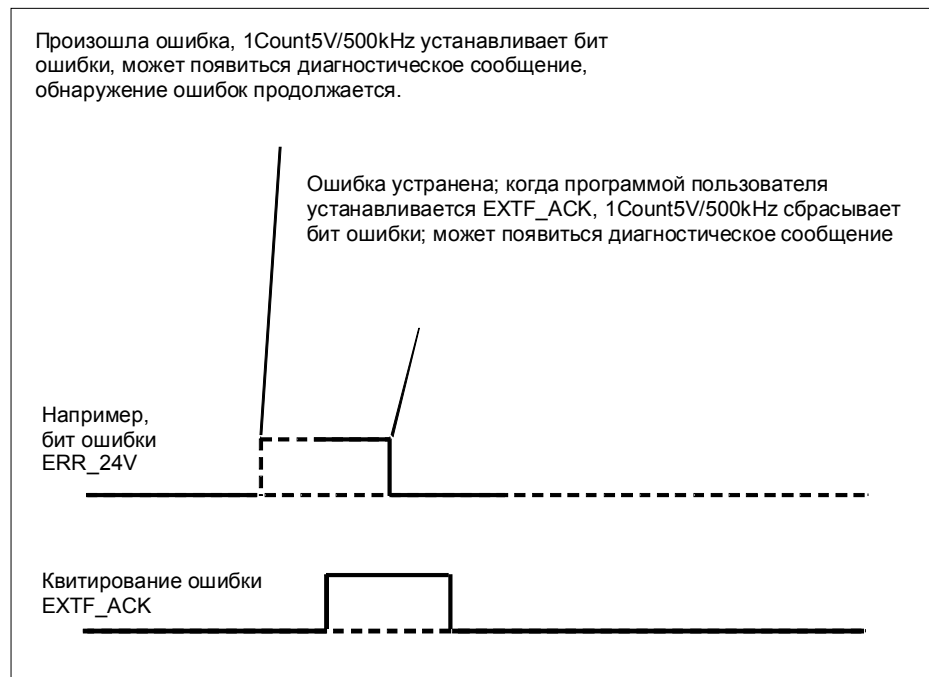 Произошла ошибка, 1Count5V/500kHz устанавливает бит
ошибки, может появиться диагностическое сообщение,
обнаружение ошибок продолжается.
Ошибка устранена; когда программой пользователя
устанавливается EXTF_ACK, 1Count5V/500kHz сбрасывает
бит ошибки; может появиться диагностическое сообщение
Например,
бит ошибки
ERR_24V
Квитирование ошибки
EXTF_ACK